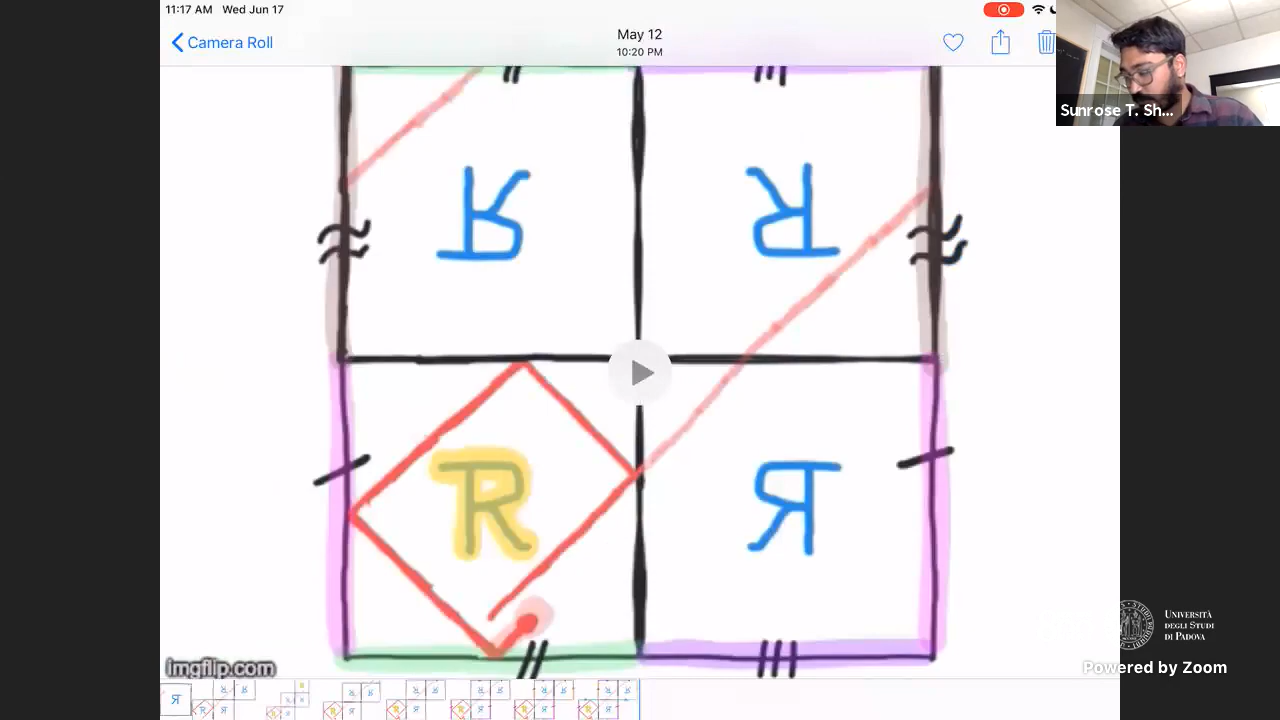 11:17 AM Wed Jun 17
Camera Roll
May 12
10:20 PM
Sunrose T. Sh...
R R
R R
imgflip.com
UNIVERSITÀ
DEGLI STUDI
DI PADOVA
Powered by Zoom